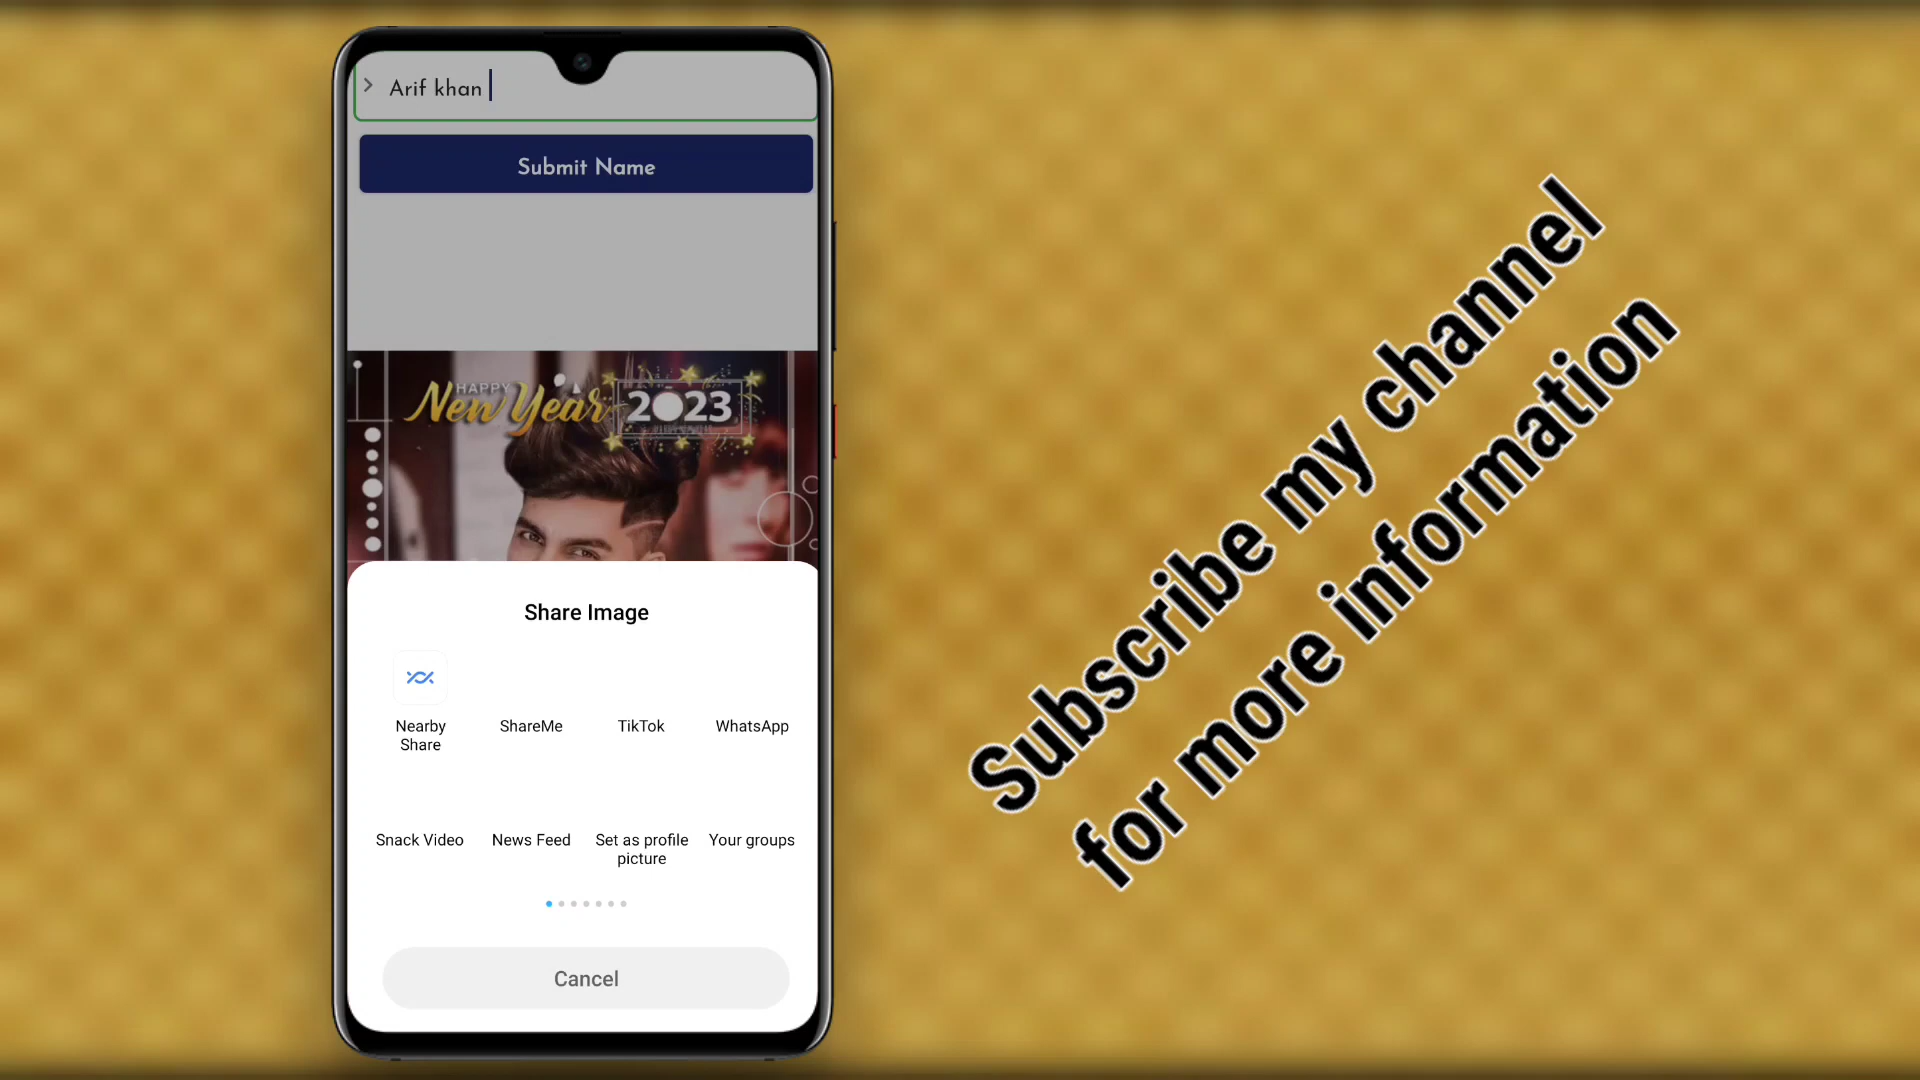 Arif khan
Submit Name
HAPPY
New Year 2023
Share Image
Nearby
Share
ShareMe
TikTok
WhatsApp
Snack Video
News Feed
Set as profile
picture
Your groups
Cancel
Subscribe my channel
for more information